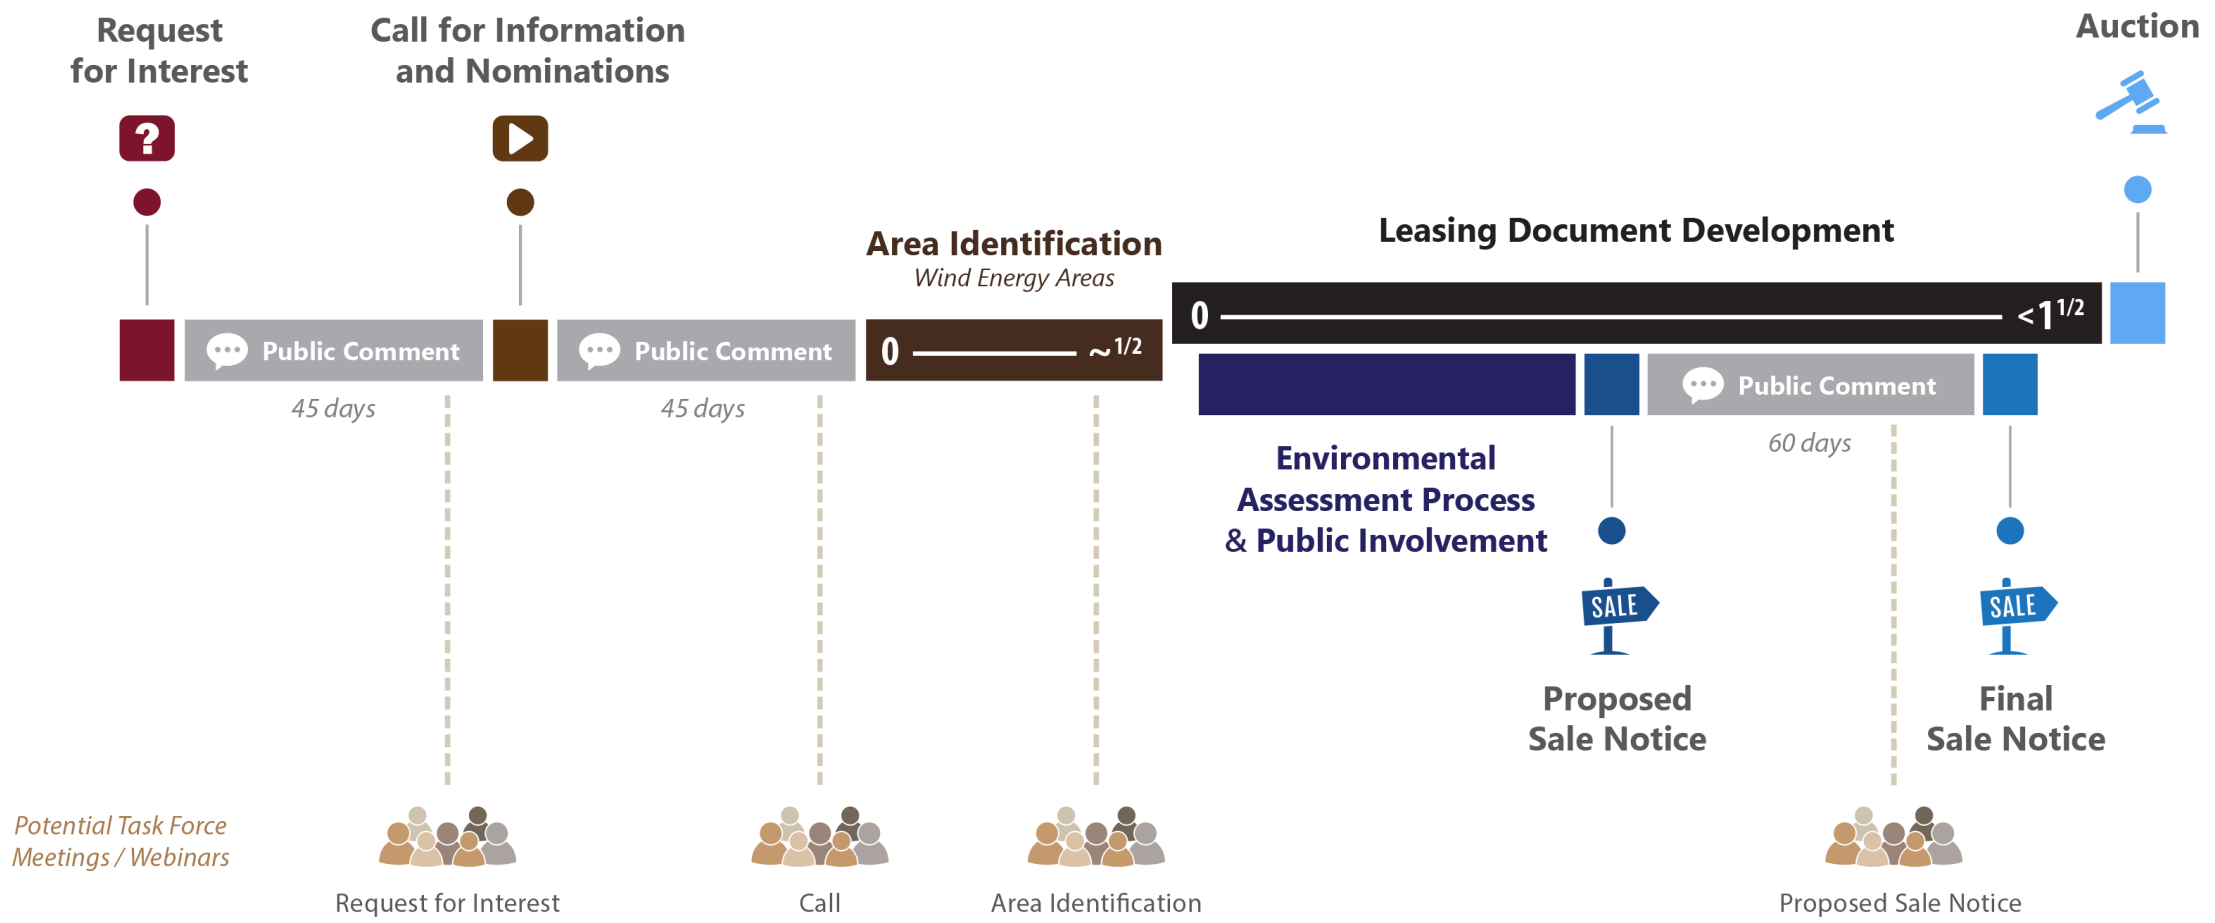 Request
for Interest
Call for Information
and Nominations
Auction
?
Leasing Document Development
Area Identification
Wind Energy Areas
0 <1 1/2
Public Comment
Public Comment
0 ~1/2
Public Comment
45 days
45 days
60 days
Environmental
Assessment Process
& Public Involvement
SALE
SALE
Proposed
Sale Notice
Final
Sale Notice
Potential Task Force
Meetings / Webinars
Request for Interest
Call
Area Identification
Proposed Sale Notice